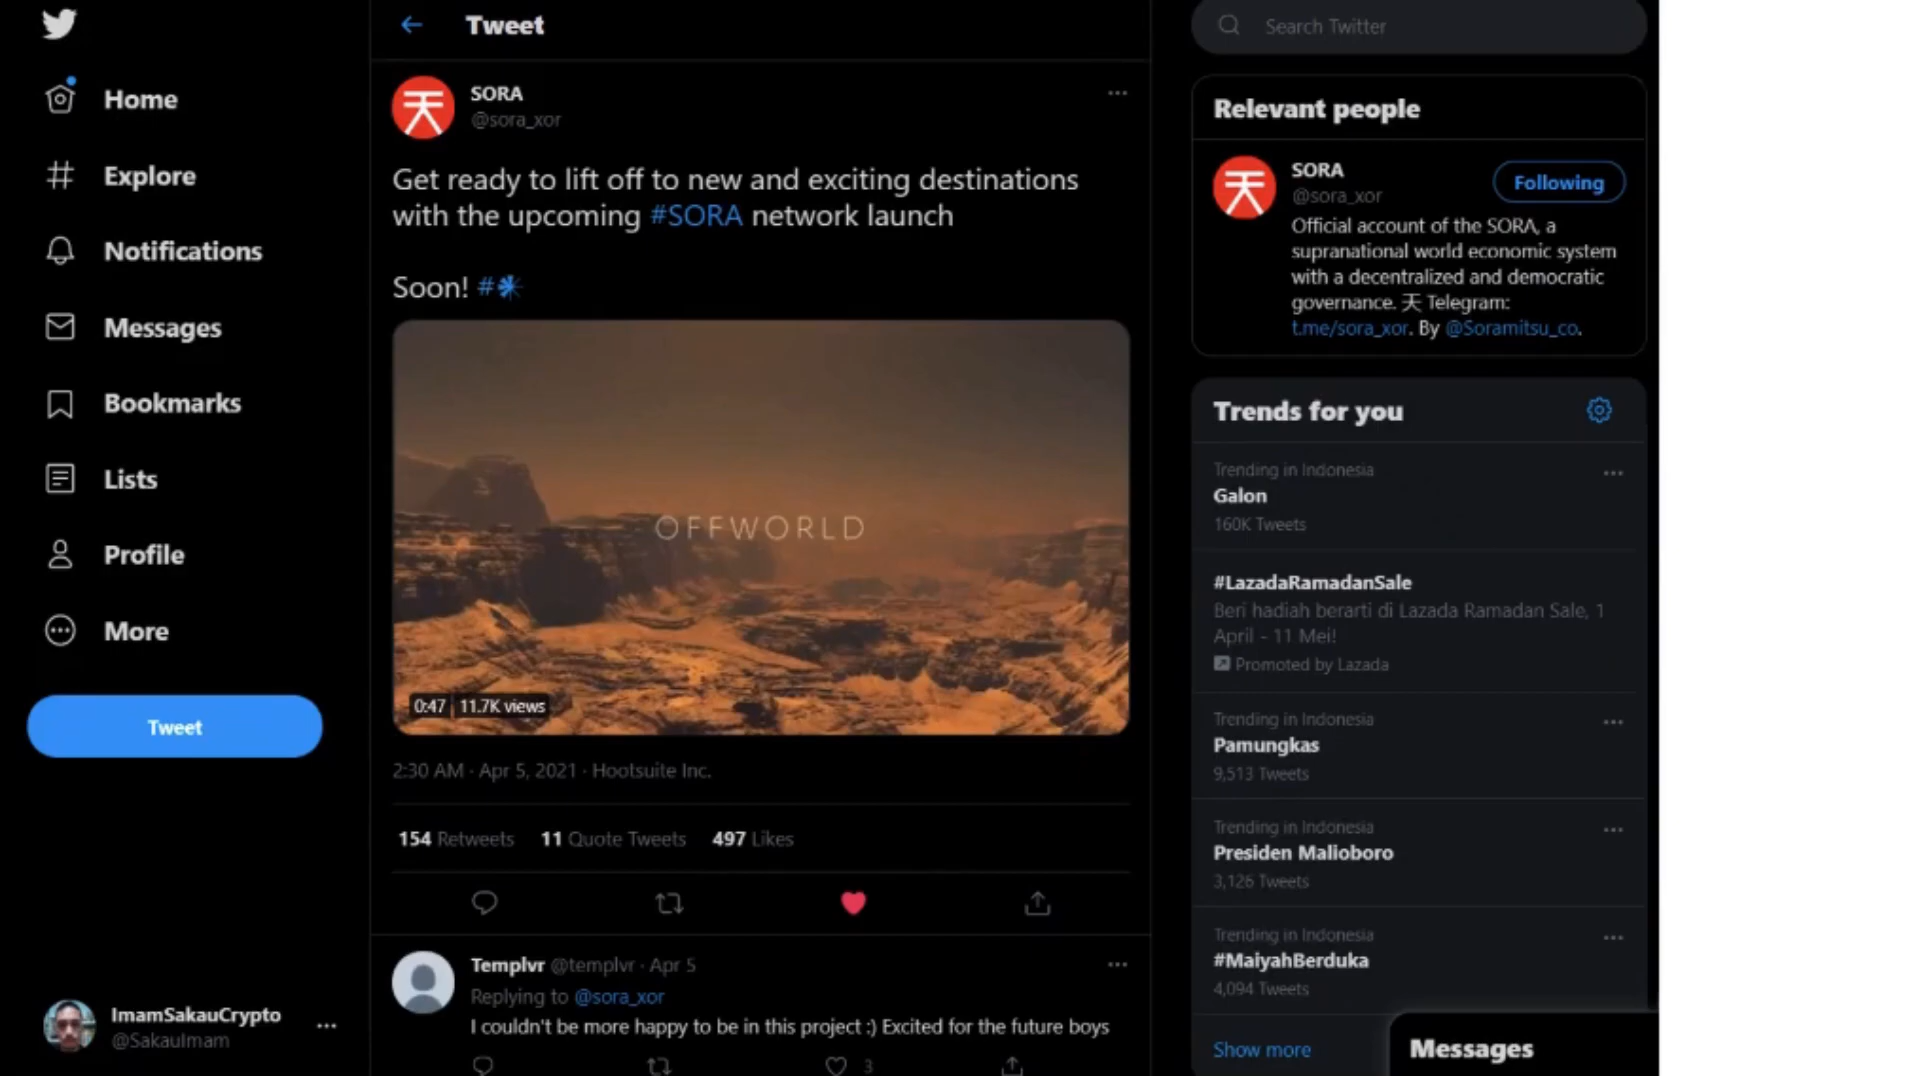 Home
Explore
Notifications
Messages
Bookmarks
Lists
Profile
More
Tweet
ImamSakauCrypto
@SakauImam
Tweet
天
SORA
@sora_xor
Get ready to lift off to new and exciting destinations
with the upcoming #SORA network launch
Soon! #
OFFWORLD
0:47 11.7K views
2:30 AM · Apr 5, 2021 · Hootsuite Inc.
154 Retweets 11 Quote Tweets 497 Likes
Templvr @templvr · Apr 5
Replying to @sora_xor
I couldn't be more happy to be in this project :) Excited for the future boys
3
Search Twitter
Relevant people
天
SORA
@sora_xor
Following
Official account of the SORA, a
supranational world economic system
with a decentralized and democratic
governance. 天 Telegram:
t.me/sora_xor. By @Soramitsu_co.
Trends for you
Trending in Indonesia
Galon
160K Tweets
#LazadaRamadanSale
Beri hadiah berarti di Lazada Ramadan Sale, 1
April - 11 Mei!
Promoted by Lazada
Trending in Indonesia
Pamungkas
9,513 Tweets
Trending in Indonesia
Presiden Malioboro
3,126 Tweets
Trending in Indonesia
#MaiyahBerduka
4,094 Tweets
Show more
Messages